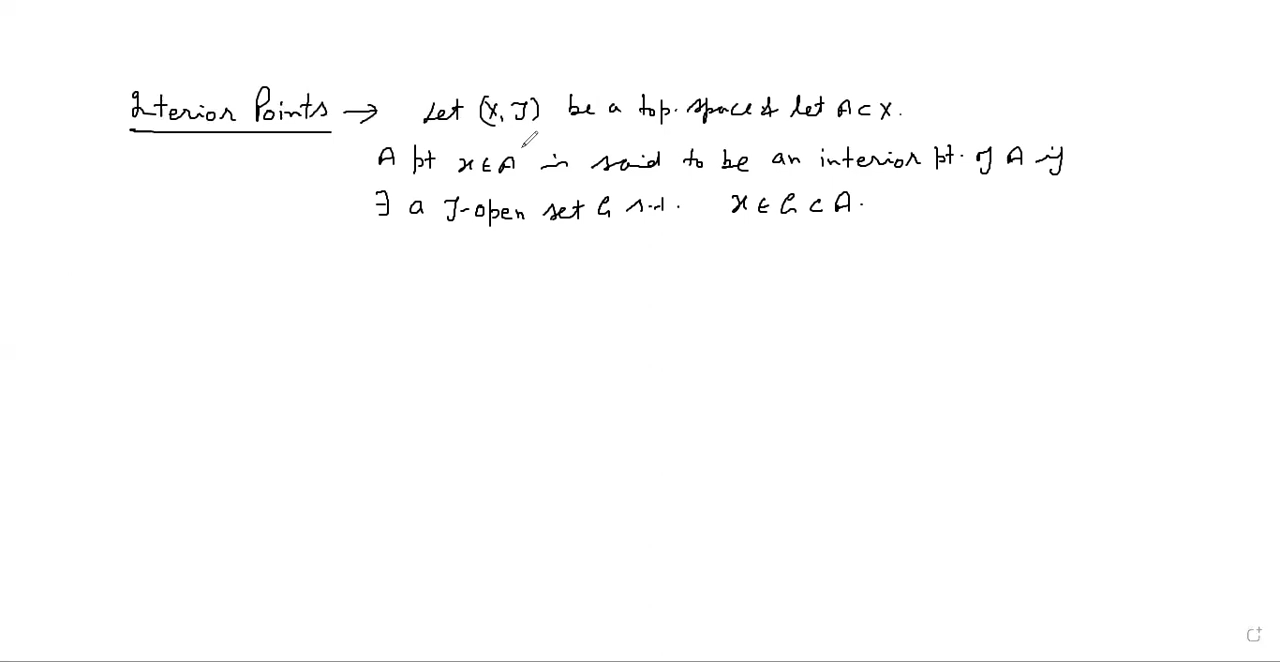 Interior Points → Let (X, T) be a top. space & let A ⊂ X.
A pt x ∈ A is said to be an interior pt. of A if
∃ a T-open set G s.t. x ∈ G ⊂ A.